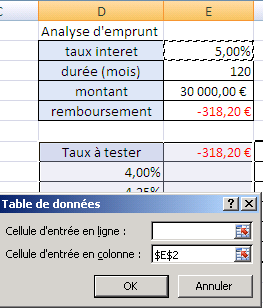 C D E
Analyse d'emprunt
taux interet 5,00%
durée (mois) 120
montant 30 000,00 €
remboursement -318,20 €
Taux à tester -318,20 €
4,00%
4,25%
Table de données
Cellule d'entrée en ligne :
Cellule d'entrée en colonne : $E$2
OK Annuler